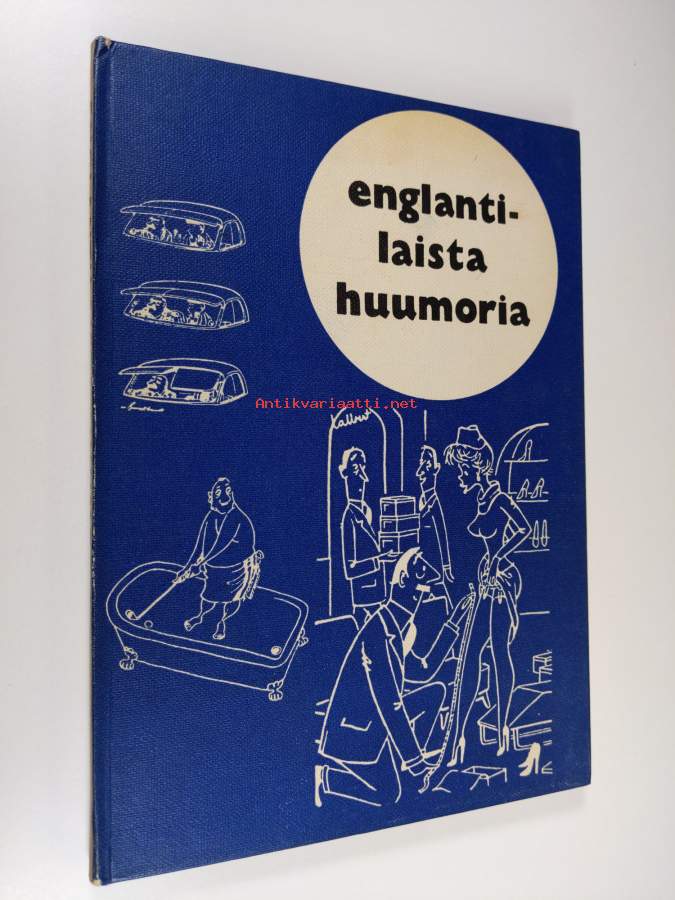 englanti-
laista
huumoria
Antikvariaatti.net